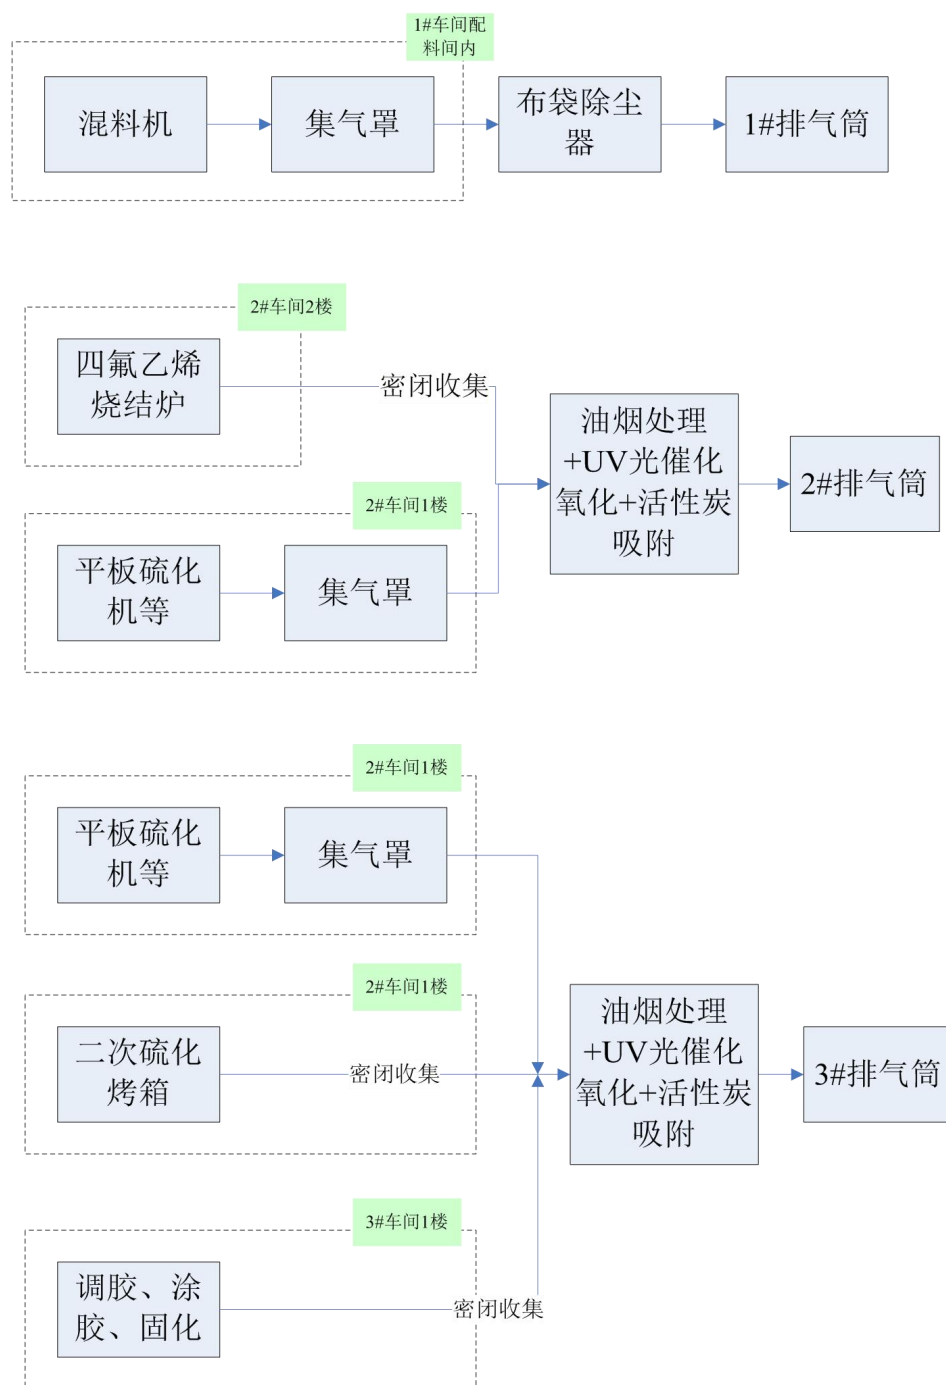 1#车间配
料间内
混料机
集气罩
布袋除尘
器
1#排气筒
2#车间2楼
四氟乙烯
烧结炉
密闭收集
油烟处理
+UV光催化
氧化+活性炭
吸附
2#排气筒
2#车间1楼
平板硫化
机等
集气罩
2#车间1楼
平板硫化
机等
集气罩
2#车间1楼
二次硫化
烤箱
密闭收集
油烟处理
+UV光催化
氧化+活性炭
吸附
3#排气筒
3#车间1楼
调胶、涂
胶、固化
密闭收集